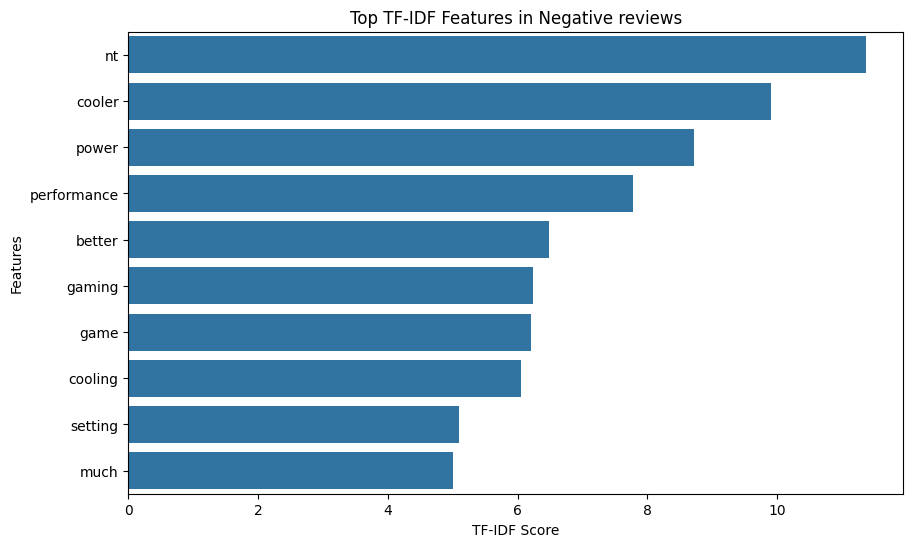 Top TF-IDF Features in Negative reviews
Features
nt
cooler
power
performance
better
gaming
game
cooling
setting
much
0 2 4 6 8 10
TF-IDF Score